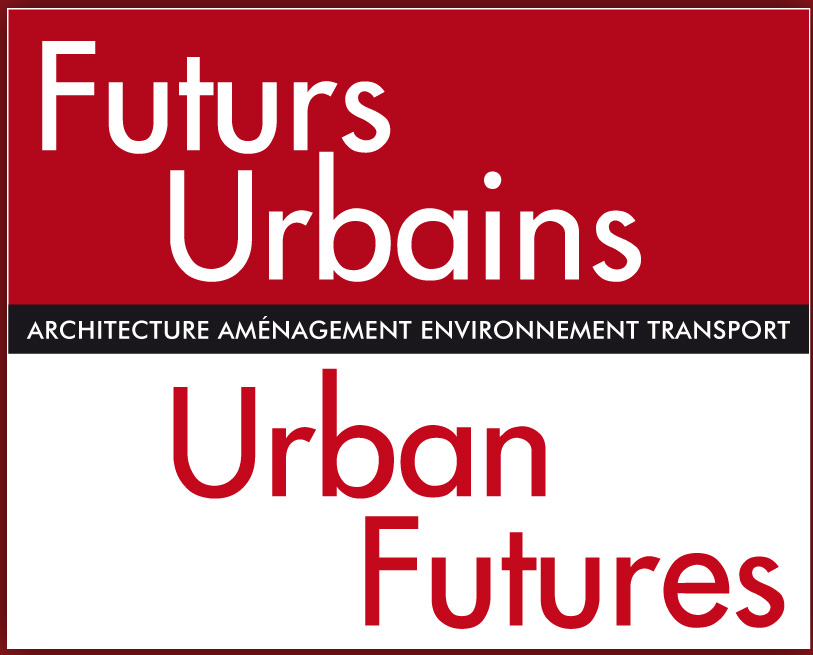 Futurs
Urbains
ARCHITECTURE AMÉNAGEMENT ENVIRONNEMENT TRANSPORT
Urban
Futures